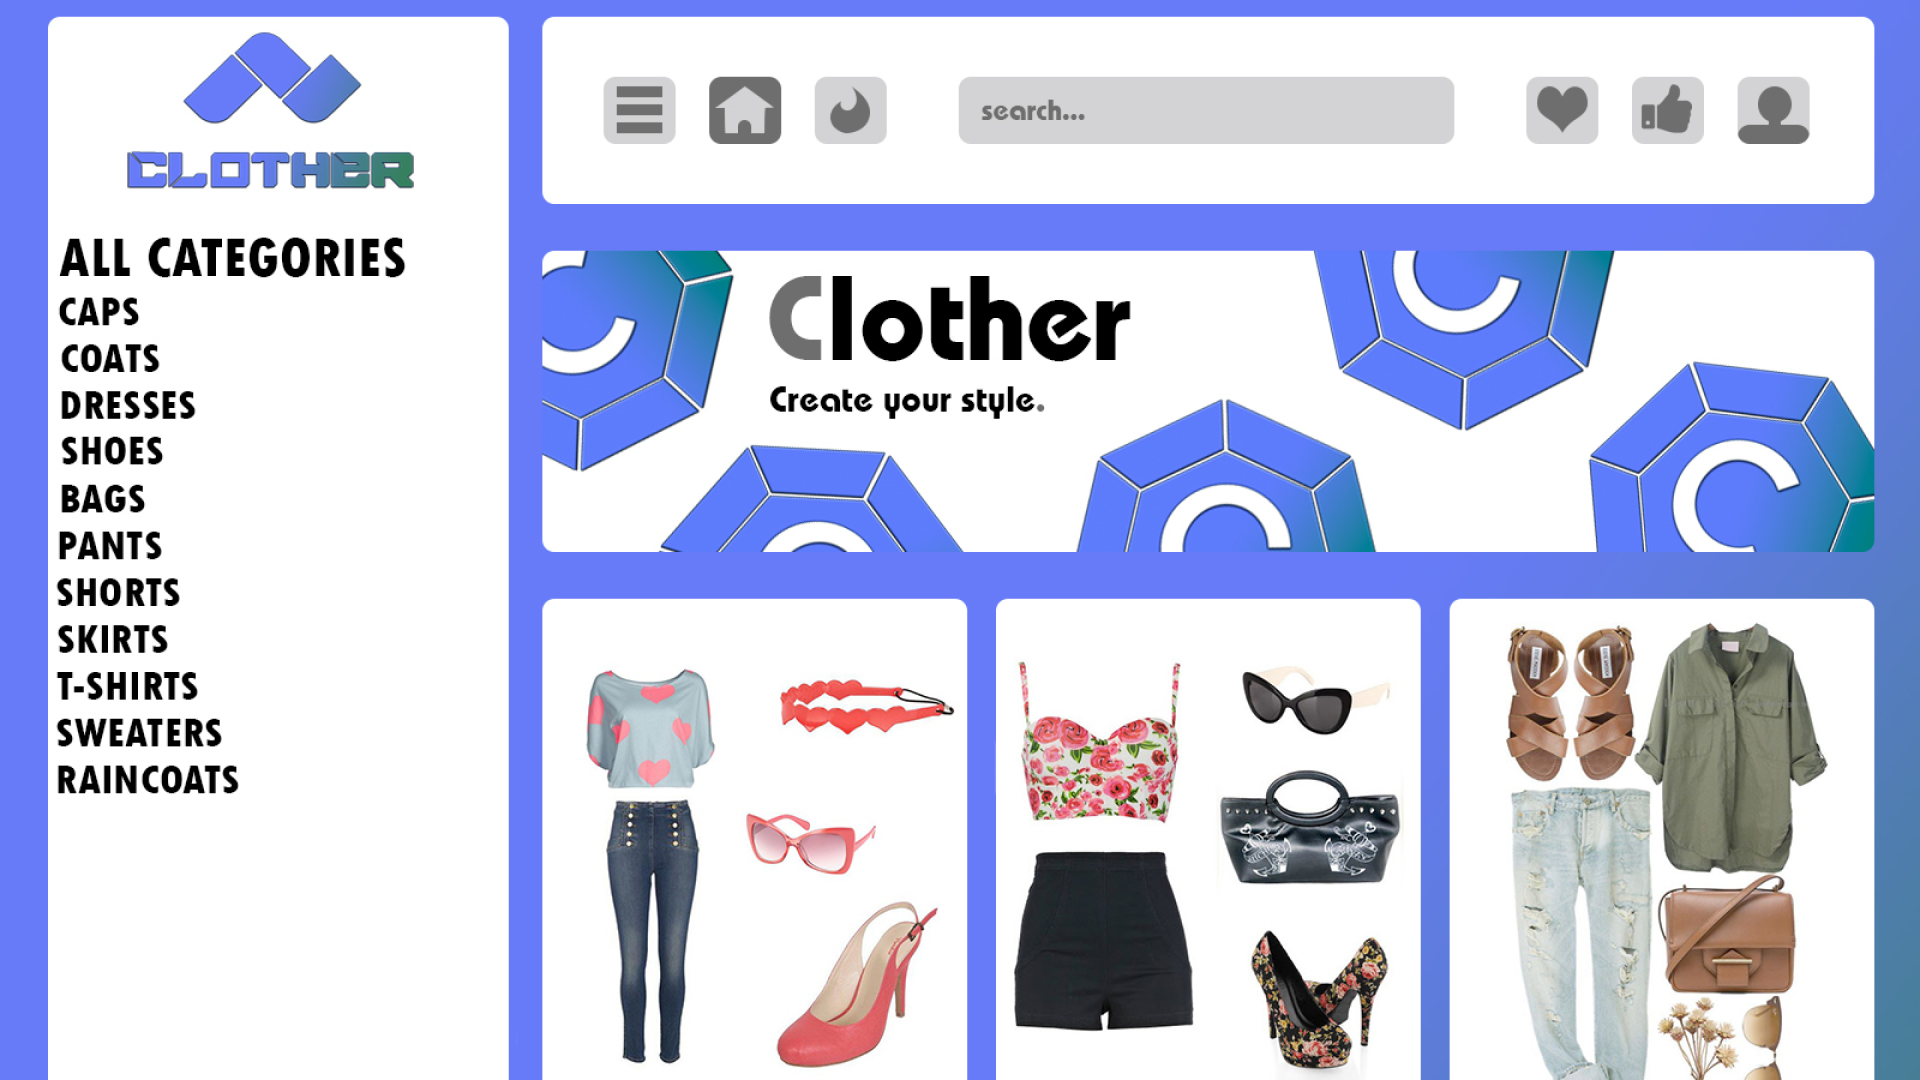 CLOTHER
ALL CATEGORIES
CAPS
COATS
DRESSES
SHOES
BAGS
PANTS
SHORTS
SKIRTS
T-SHIRTS
SWEATERS
RAINCOATS
search...
Clother
Create your style.
C
C
C
C
C